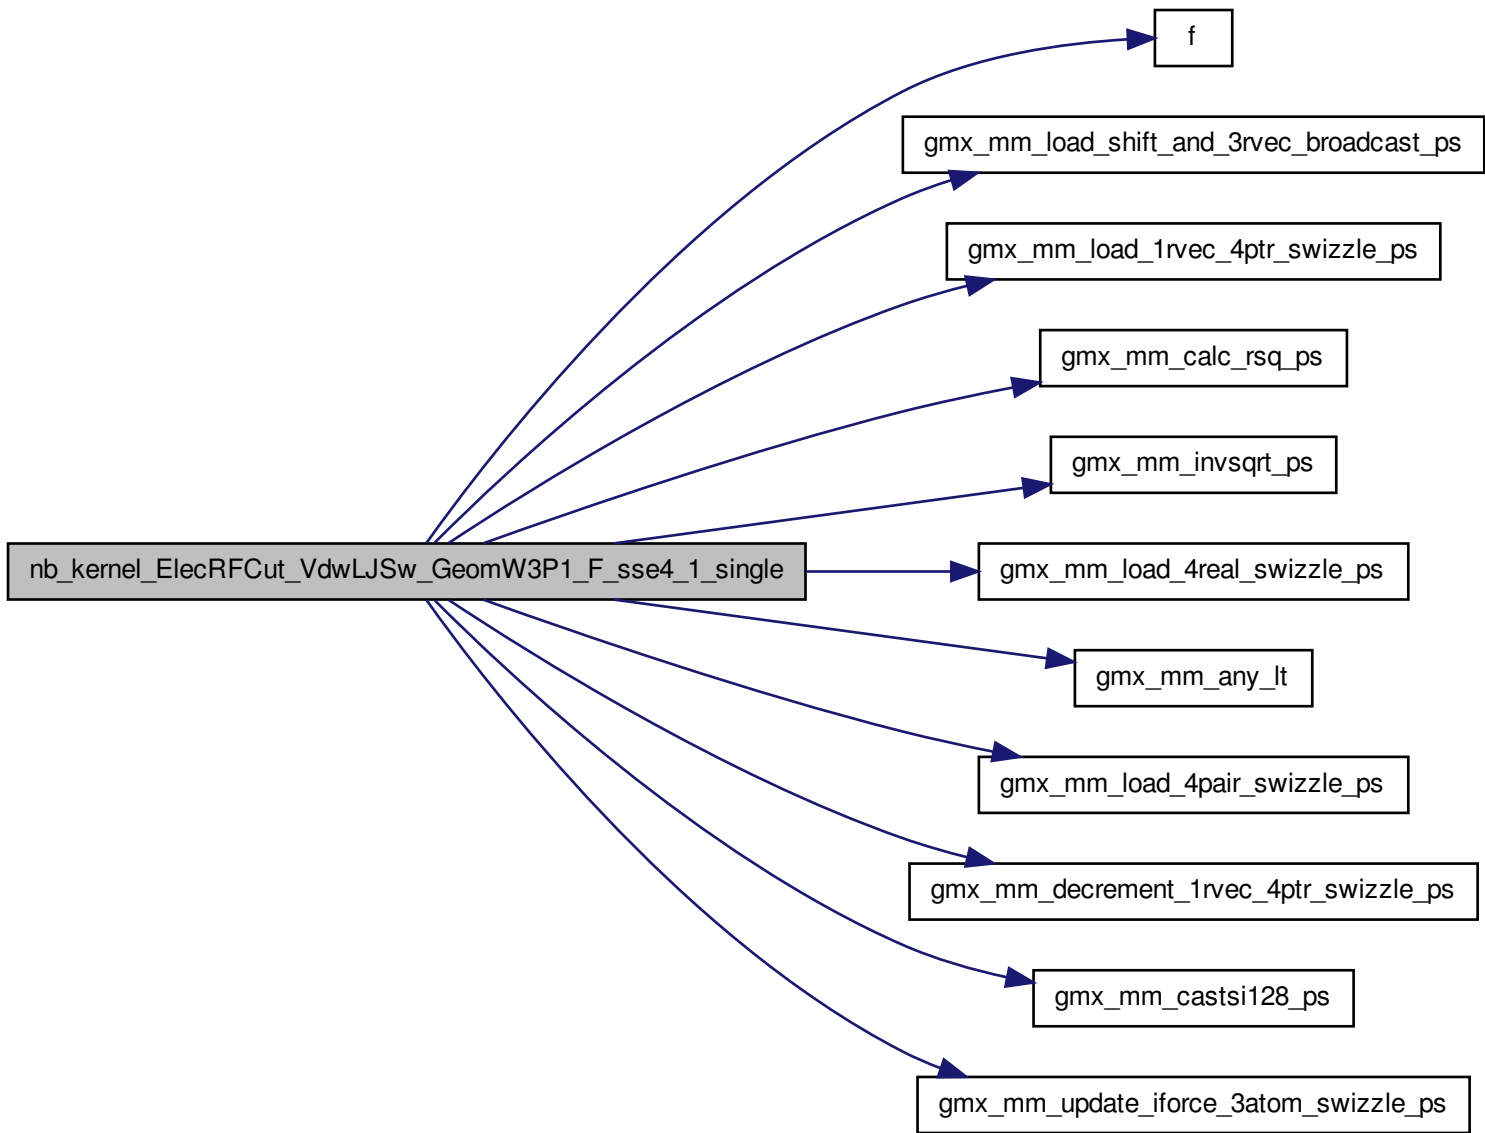 f
gmx_mm_load_shift_and_3rvec_broadcast_ps
gmx_mm_load_1rvec_4ptr_swizzle_ps
gmx_mm_calc_rsq_ps
gmx_mm_invsqrt_ps
nb_kernel_ElecRFCut_VdwLJSw_GeomW3P1_F_sse4_1_single
gmx_mm_load_4real_swizzle_ps
gmx_mm_any_lt
gmx_mm_load_4pair_swizzle_ps
gmx_mm_decrement_1rvec_4ptr_swizzle_ps
gmx_mm_castsi128_ps
gmx_mm_update_iforce_3atom_swizzle_ps